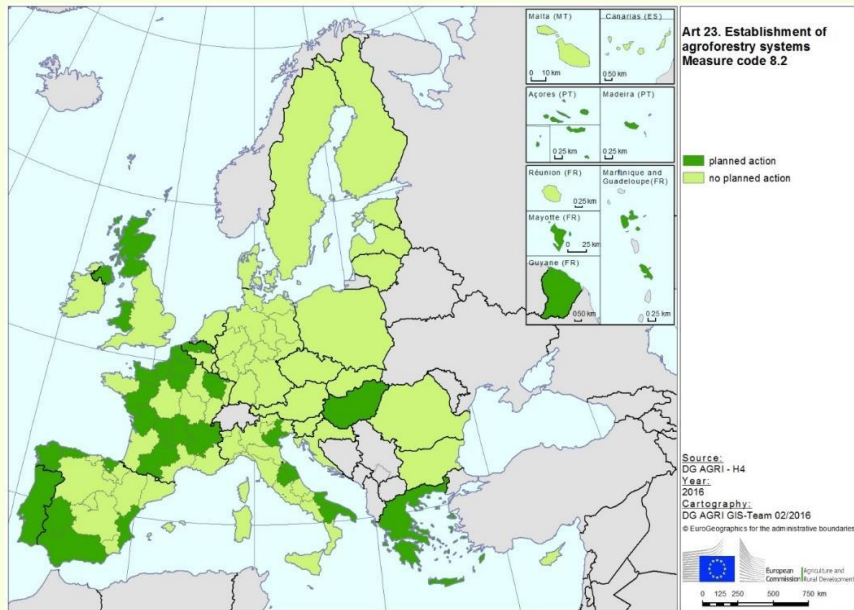 Malta (MT)
0 10 km
Canarias (ES)
0 50 km
Açores (PT)
0 25 km
Madeira (PT)
0 25 km
Réunion (FR)
0 25 km
Martinique and
Guadeloupe(FR)
Mayotte (FR)
0 25 km
Guyane (FR)
0 50 km
0 25 km
Art 23. Establishment of
agroforestry systems
Measure code 8.2
planned action
no planned action
Source:
DG AGRI - H4
Year:
2016
Cartography:
DG AGRI GIS-Team 02/2016
© EuroGeographics for the administrative boundaries
European
Commission
Agriculture and
Rural Development
0 125 250 500 750 km